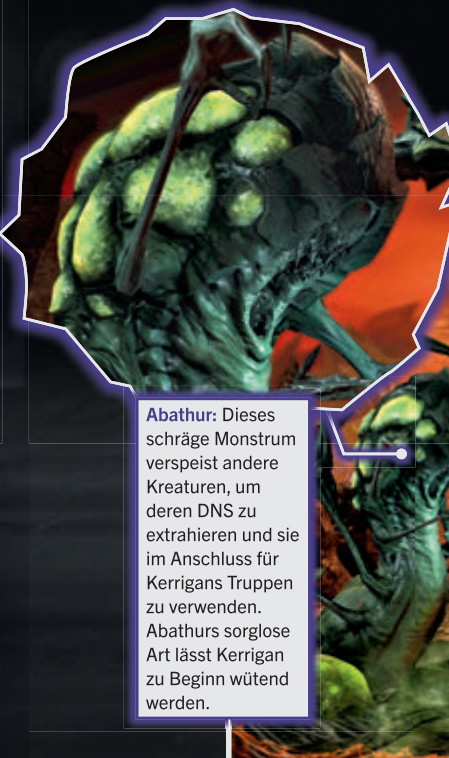 Abathur: Dieses
schräge Monstrum
verspeist andere
Kreaturen, um
deren DNS zu
extrahieren und sie
im Anschluss für
Kerrigans Truppen
zu verwenden.
Abathurs sorglose
Art lässt Kerrigan
zu Beginn wütend
werden.